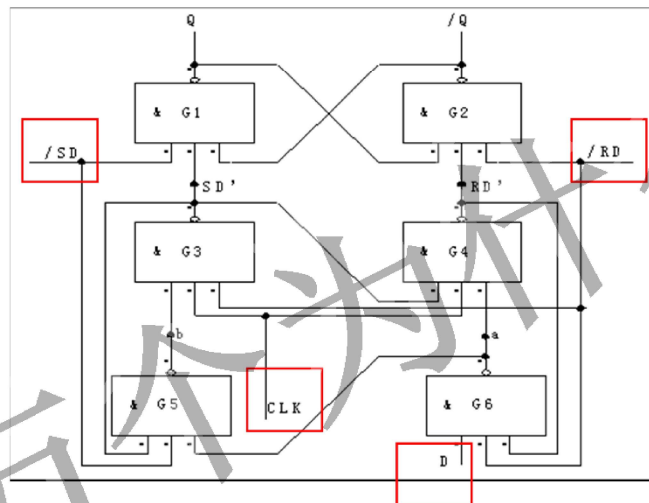 Q /Q
& G1 & G2
/SD /RD
SD' RD'
& G3 & G4
b a
& G5 CLK & G6
D